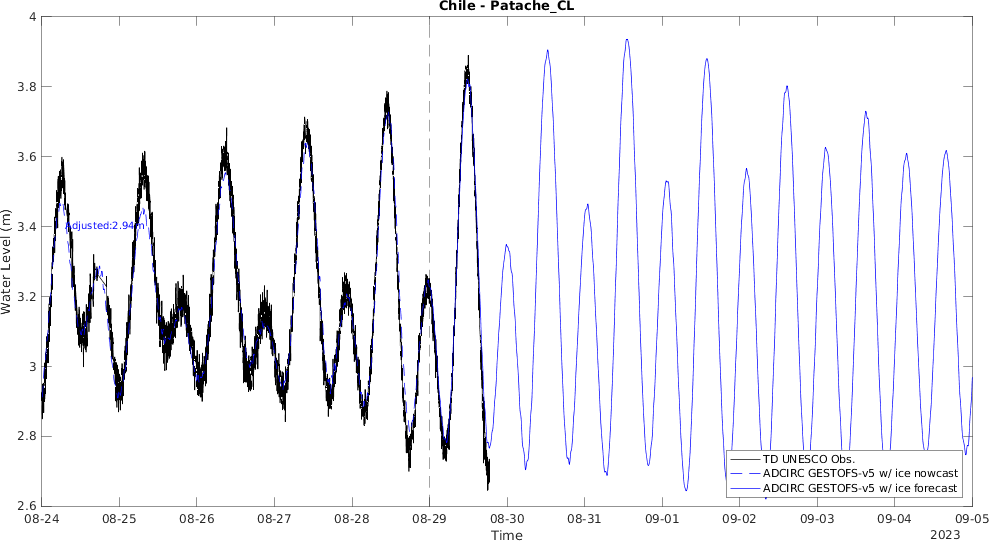 Chile - Patache_CL
4
3.8
3.6
3.4
3.2
3
2.8
2.6
Water Level (m)
Adjusted:2.94m
TD UNESCO Obs.
ADCIRC GESTOFS-v5 w/ ice nowcast
ADCIRC GESTOFS-v5 w/ ice forecast
08-24 08-25 08-26 08-27 08-28 08-29 08-30 08-31 09-01 09-02 09-03 09-04 09-05
Time
2023